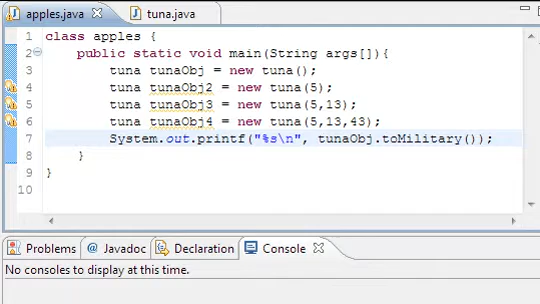 apples.java
tuna.java
1 class apples {
2 public static void main(String args[]){
3 tuna tunaObj = new tuna();
4 tuna tunaObj2 = new tuna(5);
5 tuna tunaObj3 = new tuna(5,13);
6 tuna tunaObj4 = new tuna(5,13,43);
7 System.out.printf("%s\n", tunaObj.toMilitary());
8 }
9 }
10
Problems @ Javadoc Declaration Console
No consoles to display at this time.